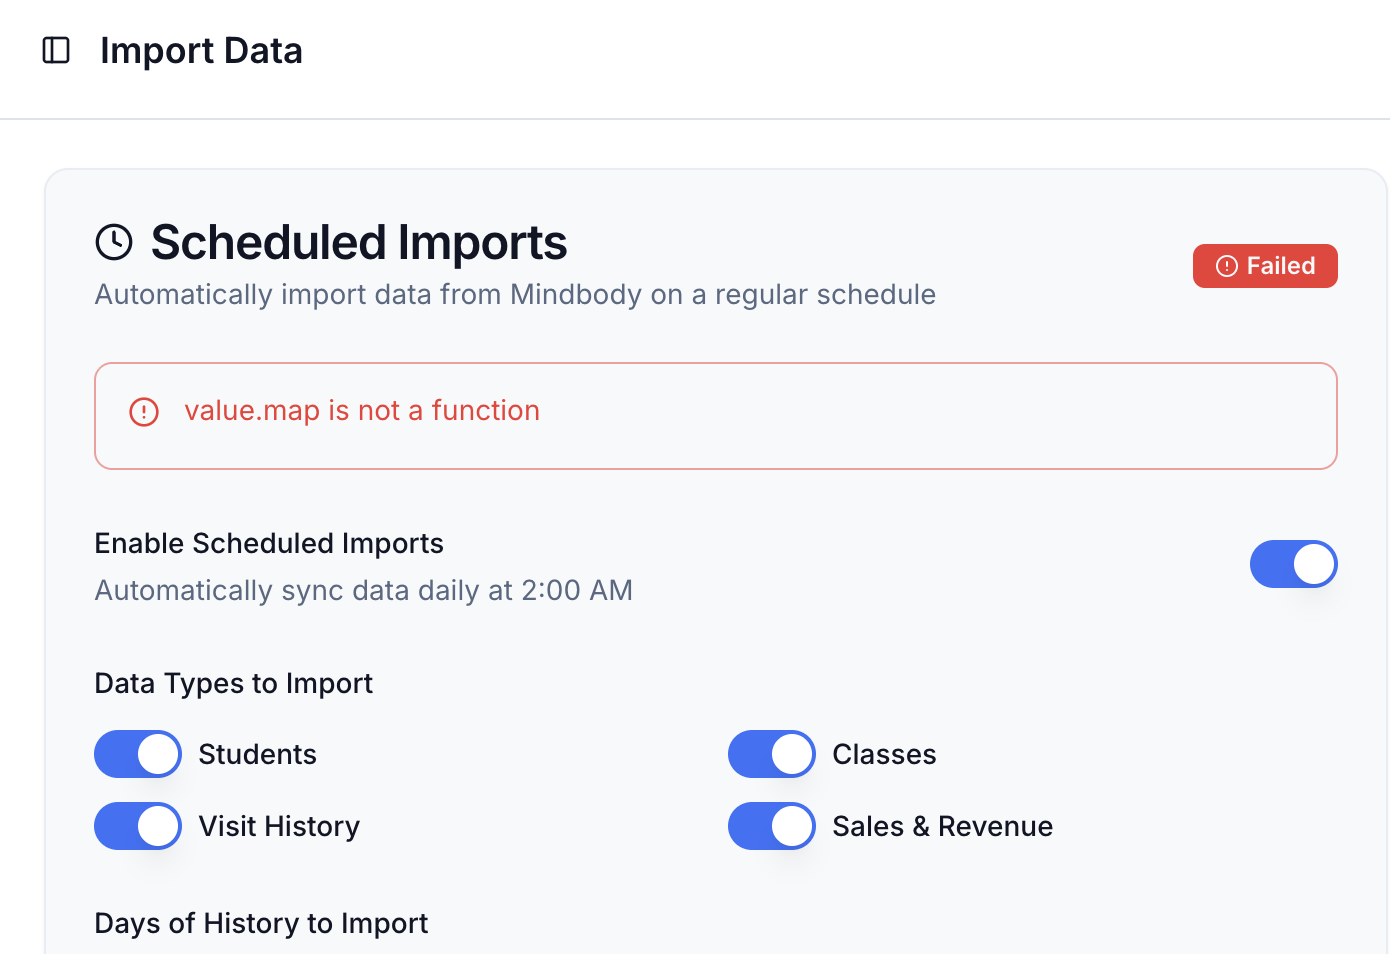 Import Data
Scheduled Imports
Failed
Automatically import data from Mindbody on a regular schedule
value.map is not a function
Enable Scheduled Imports
Automatically sync data daily at 2:00 AM
Data Types to Import
Students
Classes
Visit History
Sales & Revenue
Days of History to Import